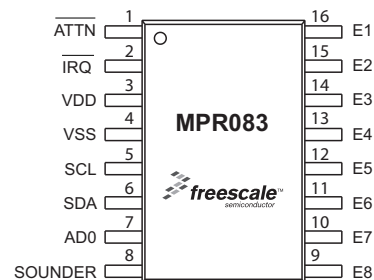 ATTN 1 16 E1
IRQ 2 15 E2
VDD 3 14 E3
VSS 4 13 E4
SCL 5 12 E5
SDA 6 11 E6
AD0 7 10 E7
SOUNDER 8 9 E8
MPR083
freescale™
semiconductor